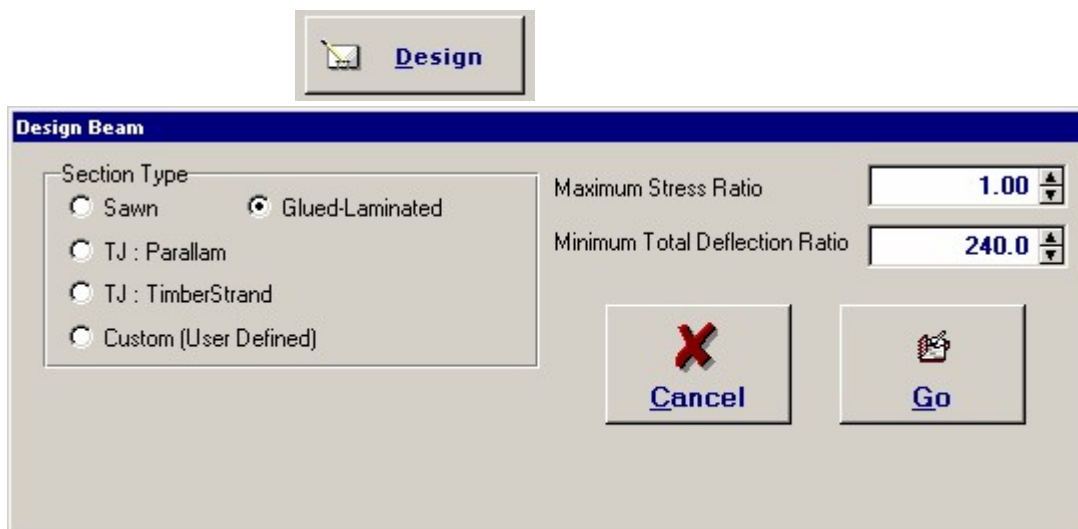 Design
Design Beam
Section Type
Sawn Glued-Laminated
TJ : Parallam
TJ : TimberStrand
Custom (User Defined)
Maximum Stress Ratio 1.00
Minimum Total Deflection Ratio 240.0
Cancel Go